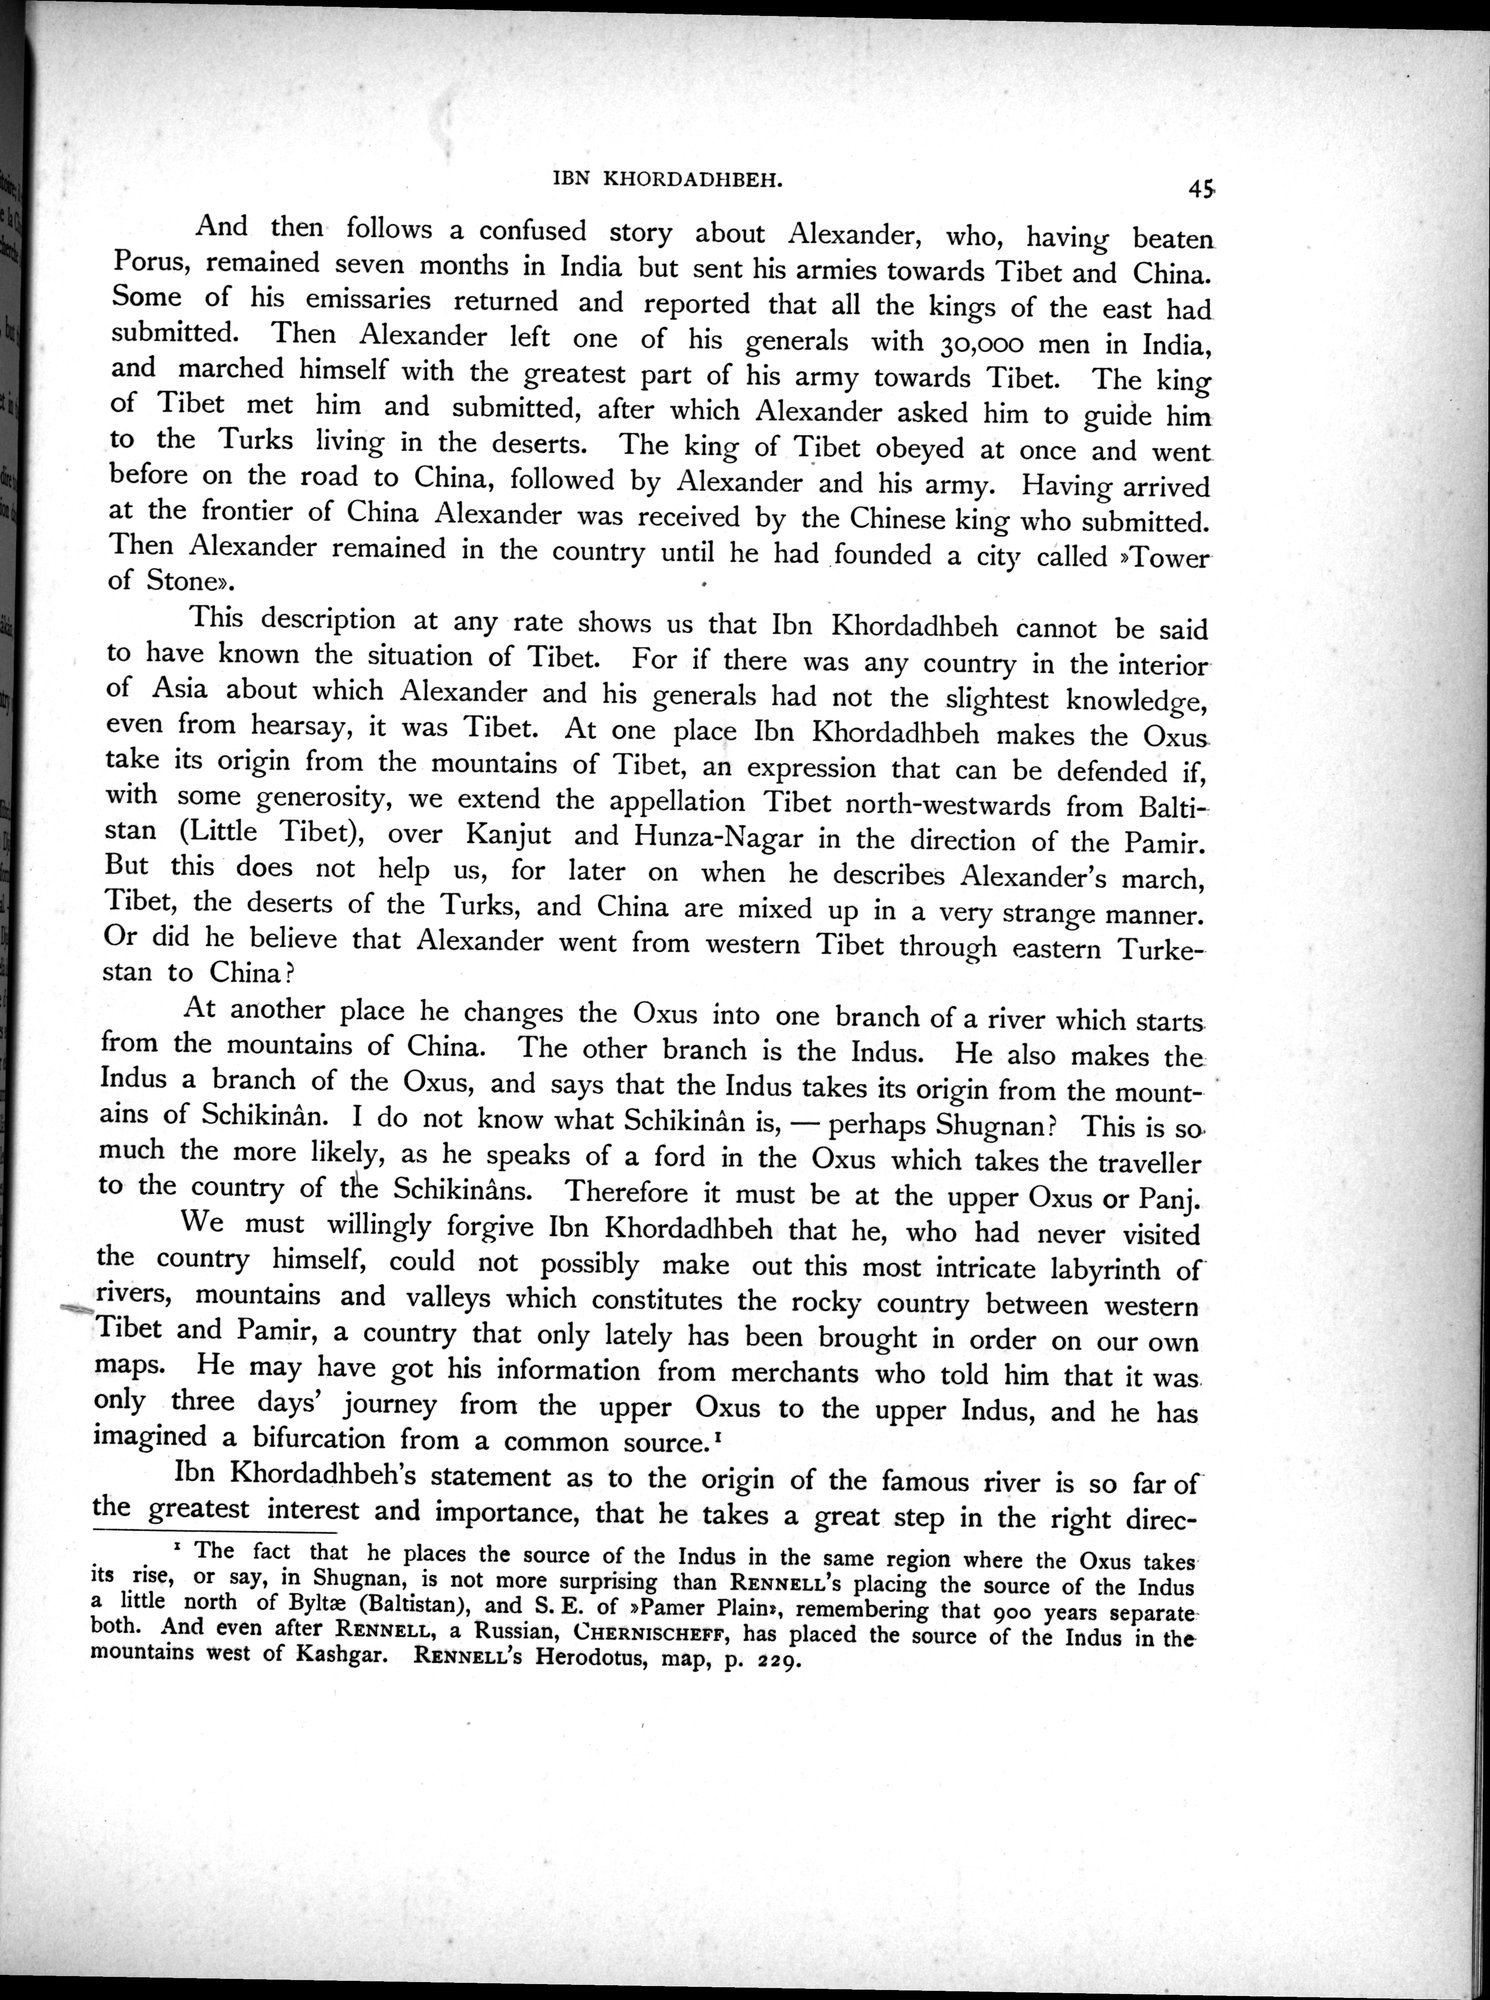 IBN KHORDADHBEH.
45
And then follows a confused story about Alexander, who, having beaten
Porus, remained seven months in India but sent his armies towards Tibet and China.
Some of his emissaries returned and reported that all the kings of the east had
submitted. Then Alexander left one of his generals with 30,000 men in India,
and marched himself with the greatest part of his army towards Tibet. The king
of Tibet met him and submitted, after which Alexander asked him to guide him
to the Turks living in the deserts. The king of Tibet obeyed at once and went
before on the road to China, followed by Alexander and his army. Having arrived
at the frontier of China Alexander was received by the Chinese king who submitted.
Then Alexander remained in the country until he had founded a city called »Tower
of Stone».
This description at any rate shows us that Ibn Khordadhbeh cannot be said
to have known the situation of Tibet. For if there was any country in the interior
of Asia about which Alexander and his generals had not the slightest knowledge,
even from hearsay, it was Tibet. At one place Ibn Khordadhbeh makes the Oxus
take its origin from the mountains of Tibet, an expression that can be defended if,
with some generosity, we extend the appellation Tibet north-westwards from Balti-
stan (Little Tibet), over Kanjut and Hunza-Nagar in the direction of the Pamir.
But this does not help us, for later on when he describes Alexander's march,
Tibet, the deserts of the Turks, and China are mixed up in a very strange manner.
Or did he believe that Alexander went from western Tibet through eastern Turke-
stan to China?
At another place he changes the Oxus into one branch of a river which starts
from the mountains of China. The other branch is the Indus. He also makes the
Indus a branch of the Oxus, and says that the Indus takes its origin from the mount-
ains of Schikinân. I do not know what Schikinân is, — perhaps Shugnan? This is so
much the more likely, as he speaks of a ford in the Oxus which takes the traveller
to the country of the Schikinâns. Therefore it must be at the upper Oxus or Panj.
We must willingly forgive Ibn Khordadhbeh that he, who had never visited
the country himself, could not possibly make out this most intricate labyrinth of
rivers, mountains and valleys which constitutes the rocky country between western
Tibet and Pamir, a country that only lately has been brought in order on our own
maps. He may have got his information from merchants who told him that it was
only three days' journey from the upper Oxus to the upper Indus, and he has
imagined a bifurcation from a common source.¹
Ibn Khordadhbeh's statement as to the origin of the famous river is so far of
the greatest interest and importance, that he takes a great step in the right direc-
¹ The fact that he places the source of the Indus in the same region where the Oxus takes
its rise, or say, in Shugnan, is not more surprising than RENNELL's placing the source of the Indus
a little north of Byltæ (Baltistan), and S. E. of »Pamer Plain», remembering that 900 years separate
both. And even after RENNELL, a Russian, CHERNISCHEFF, has placed the source of the Indus in the
mountains west of Kashgar. RENNELL's Herodotus, map, p. 229.